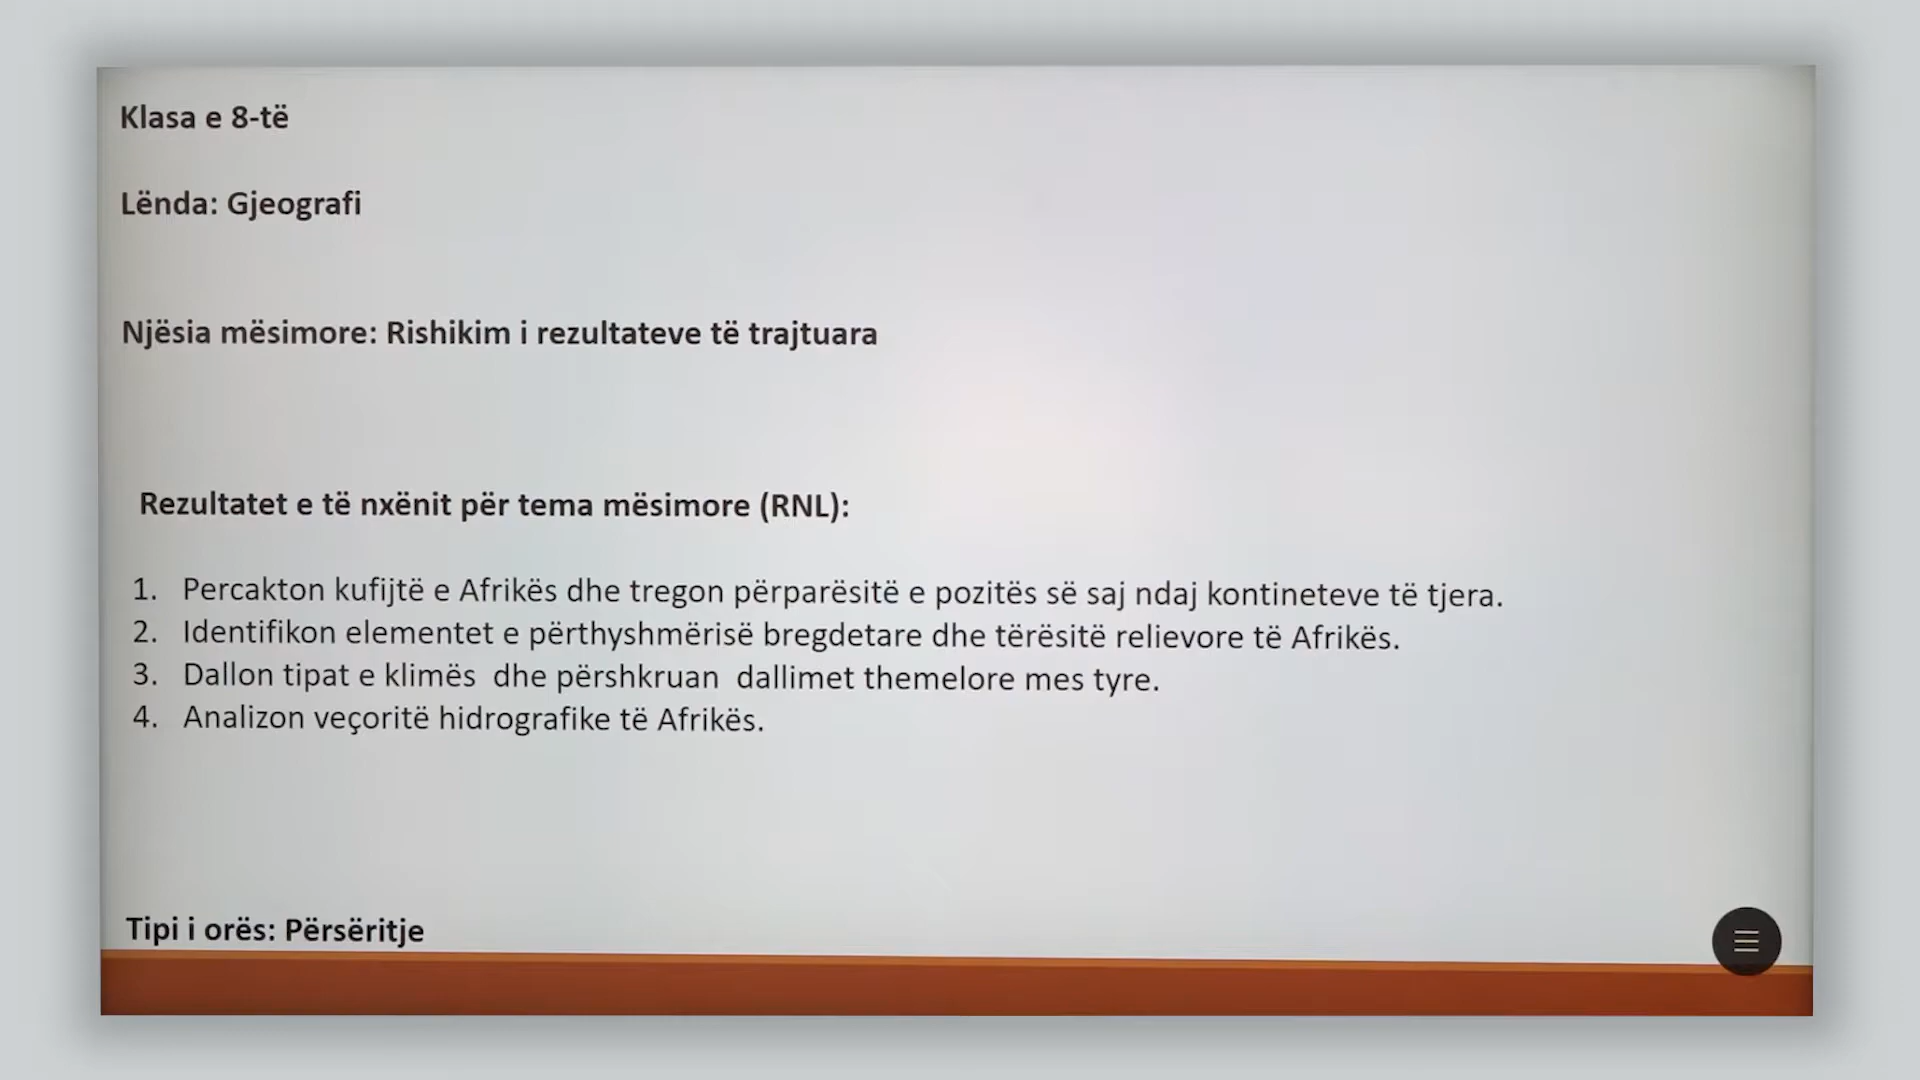 Klasa e 8-të
Lënda: Gjeografi
Njësia mësimore: Rishikim i rezultateve të trajtuara
Rezultatet e të nxënit për tema mësimore (RNL):
1. Percakton kufijtë e Afrikës dhe tregon përparësitë e pozitës së saj ndaj kontineteve të tjera.
2. Identifikon elementet e përthyshmërisë bregdetare dhe tërësitë relievore të Afrikës.
3. Dallon tipat e klimës dhe përshkruan dallimet themelore mes tyre.
4. Analizon veçoritë hidrografike të Afrikës.
Tipi i orës: Përsëritje